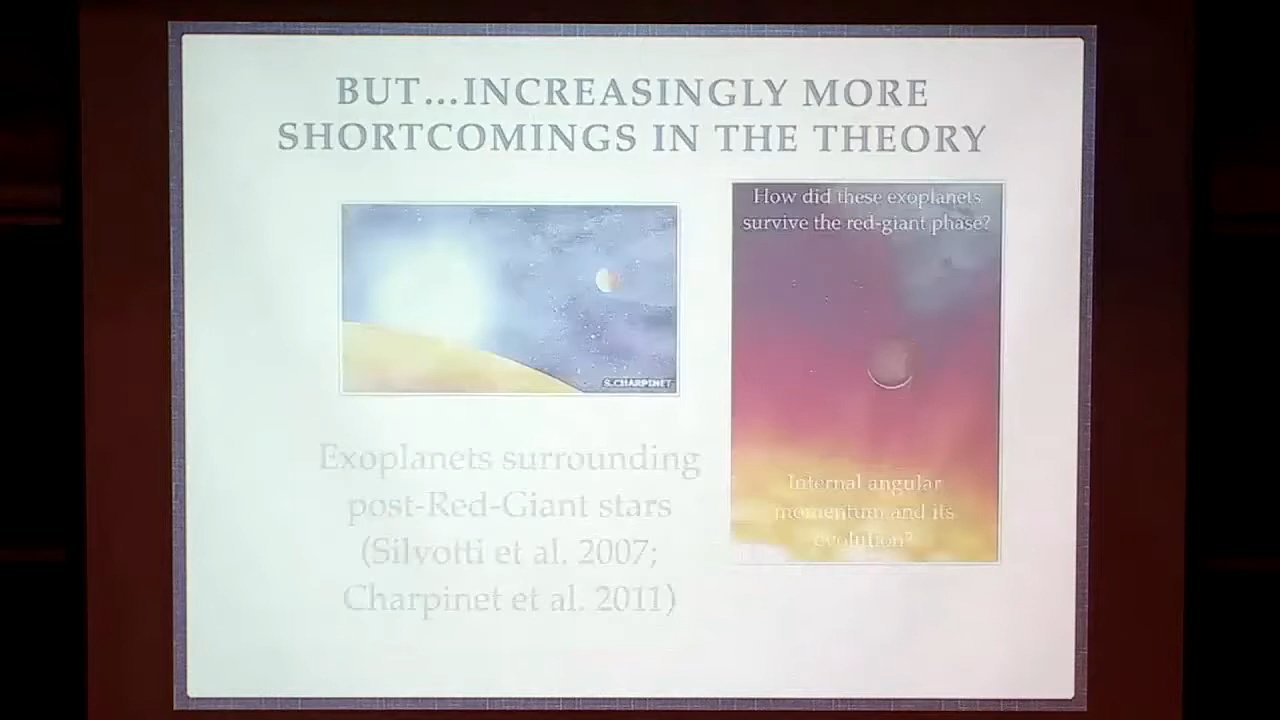 BUT...INCREASINGLY MORE
SHORTCOMINGS IN THE THEORY
S.CHARPINET
Exoplanets surrounding
post-Red-Giant stars
(Silvotti et al. 2007;
Charpinet et al. 2011)
How did these exoplanets
survive the red-giant phase?
Internal angular
momentum and its
evolution?